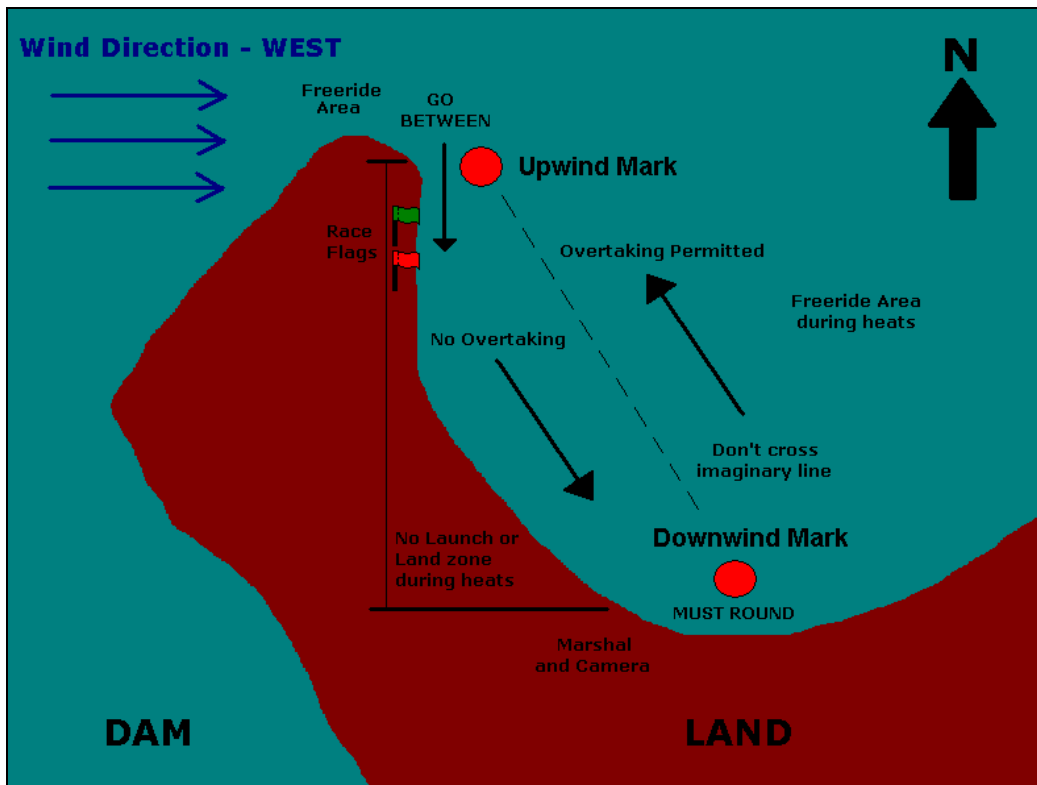 Wind Direction - WEST
N
Freeride
Area
GO
BETWEEN
Upwind Mark
Race
Flags
Overtaking Permitted
Freeride Area
during heats
No Overtaking
Don't cross
imaginary line
No Launch or
Land zone
during heats
Downwind Mark
MUST ROUND
Marshal
and Camera
DAM
LAND